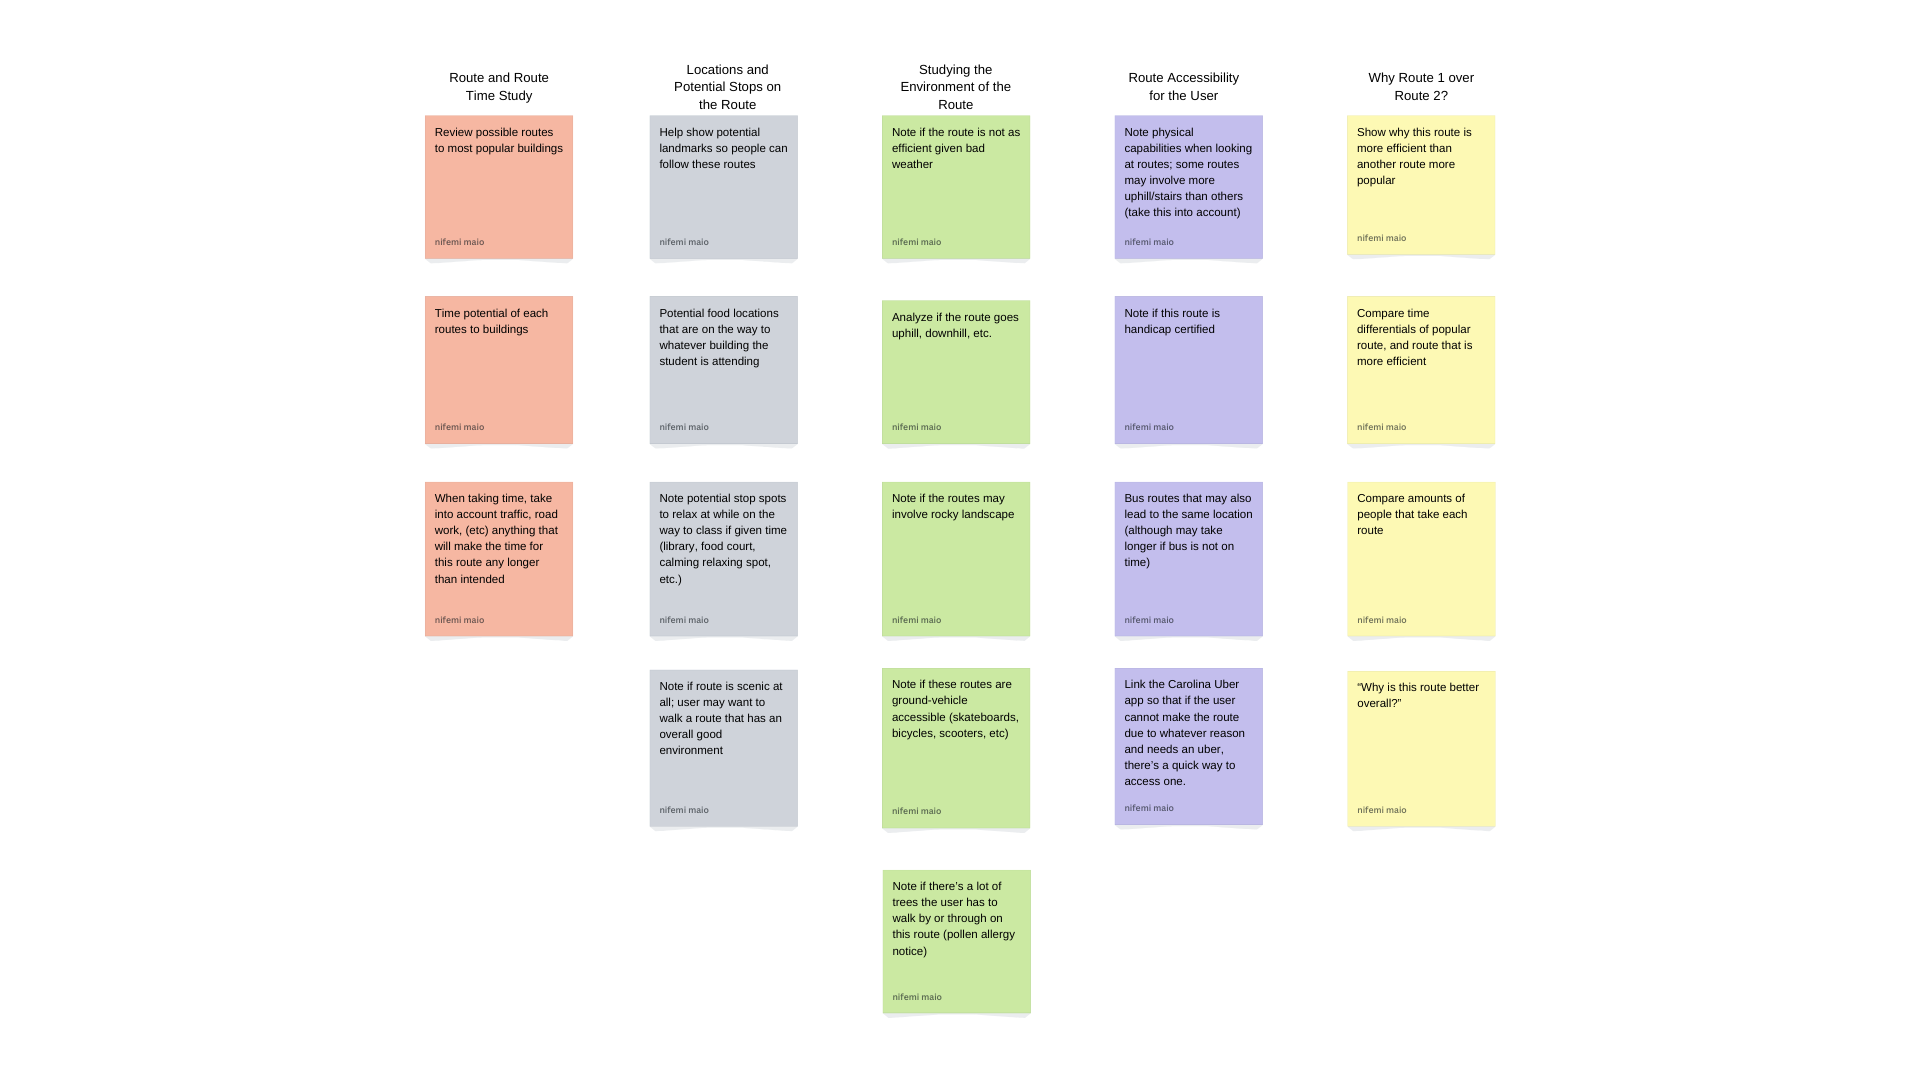 Route and Route
Time Study
Review possible routes
to most popular buildings
nifemi maio
Time potential of each
routes to buildings
nifemi maio
When taking time, take
into account traffic, road
work, (etc) anything that
will make the time for
this route any longer
than intended
nifemi maio
Locations and
Potential Stops on
the Route
Help show potential
landmarks so people can
follow these routes
nifemi maio
Potential food locations
that are on the way to
whatever building the
student is attending
nifemi maio
Note potential stop spots
to relax at while on the
way to class if given time
(library, food court,
calming relaxing spot,
etc.)
nifemi maio
Note if route is scenic at
all; user may want to
walk a route that has an
overall good
environment
nifemi maio
Studying the
Environment of the
Route
Note if the route is not as
efficient given bad
weather
nifemi maio
Analyze if the route goes
uphill, downhill, etc.
nifemi maio
Note if the routes may
involve rocky landscape
nifemi maio
Note if these routes are
ground-vehicle
accessible (skateboards,
bicycles, scooters, etc)
nifemi maio
Note if there’s a lot of
trees the user has to
walk by or through on
this route (pollen allergy
notice)
nifemi maio
Route Accessibility
for the User
Note physical
capabilities when looking
at routes; some routes
may involve more
uphill/stairs than others
(take this into account)
nifemi maio
Note if this route is
handicap certified
nifemi maio
Bus routes that may also
lead to the same location
(although may take
longer if bus is not on
time)
nifemi maio
Link the Carolina Uber
app so that if the user
cannot make the route
due to whatever reason
and needs an uber,
there’s a quick way to
access one.
nifemi maio
Why Route 1 over
Route 2?
Show why this route is
more efficient than
another route more
popular
nifemi maio
Compare time
differentials of popular
route, and route that is
more efficient
nifemi maio
Compare amounts of
people that take each
route
nifemi maio
“Why is this route better
overall?”
nifemi maio